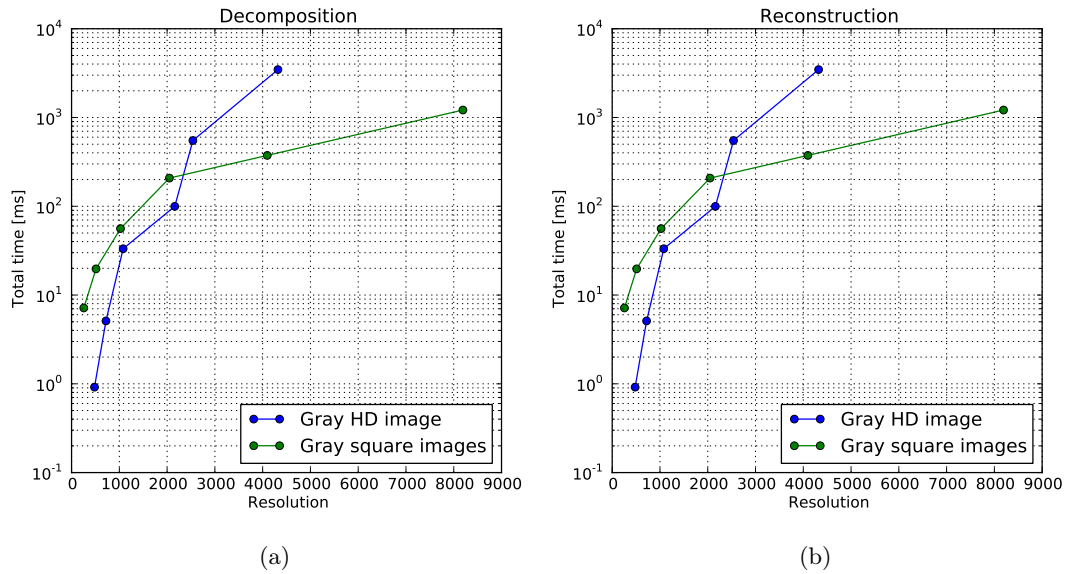 Decomposition
10^4
10^3
10^2
10^1
10^0
10^-1
Total time [ms]
0 1000 2000 3000 4000 5000 6000 7000 8000 9000
Resolution
Gray HD image
Gray square images
(a)
Reconstruction
10^4
10^3
10^2
10^1
10^0
10^-1
Total time [ms]
0 1000 2000 3000 4000 5000 6000 7000 8000 9000
Resolution
Gray HD image
Gray square images
(b)